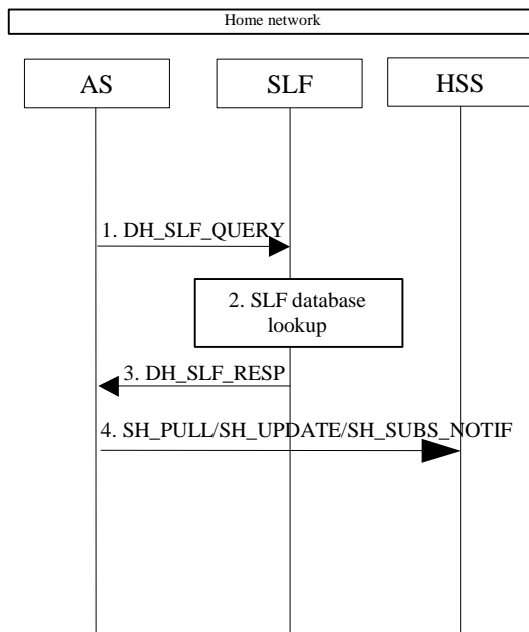 Home network
AS
SLF
HSS
1. DH_SLF_QUERY
2. SLF database
lookup
3. DH_SLF_RESP
4. SH_PULL/SH_UPDATE/SH_SUBS_NOTIF